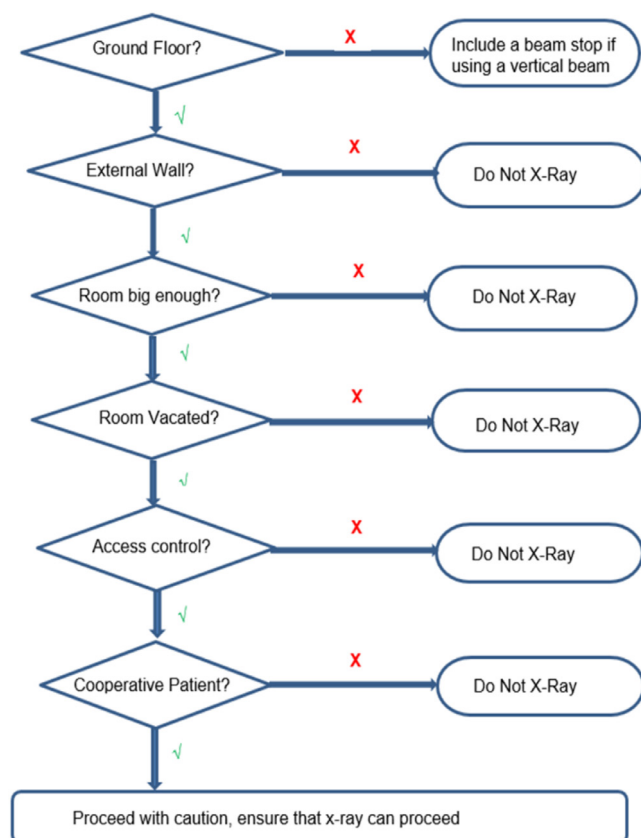 Ground Floor?
X
Include a beam stop if
using a vertical beam
√
External Wall?
X
Do Not X-Ray
√
Room big enough?
X
Do Not X-Ray
√
Room Vacated?
X
Do Not X-Ray
√
Access control?
X
Do Not X-Ray
√
Cooperative Patient?
X
Do Not X-Ray
√
Proceed with caution, ensure that x-ray can proceed